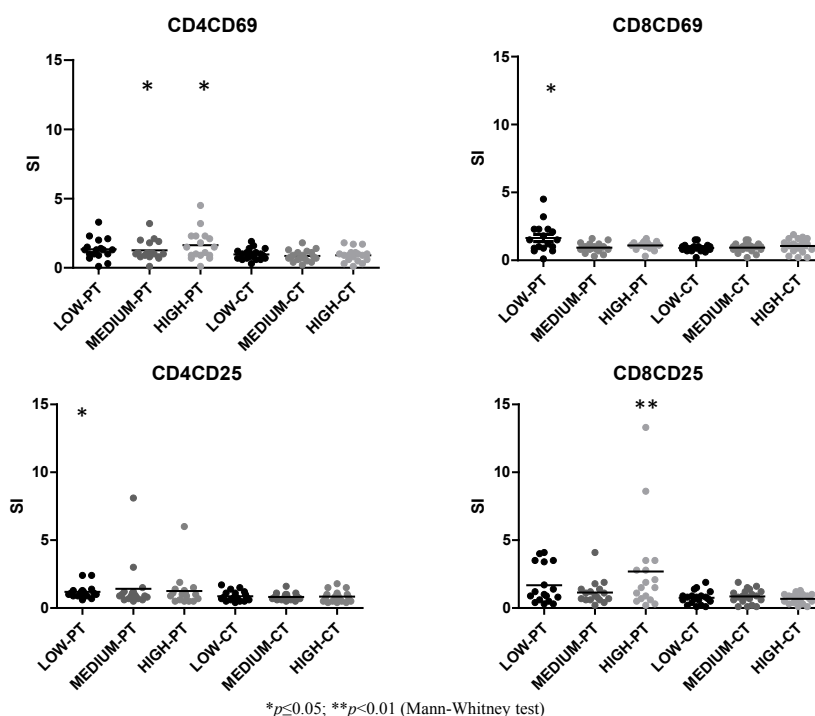 CD4CD69
15
*
*
10
SI
5
0
LOW-PT
MEDIUM-PT
HIGH-PT
LOW-CT
MEDIUM-CT
HIGH-CT
CD8CD69
15
*
10
SI
5
0
LOW-PT
MEDIUM-PT
HIGH-PT
LOW-CT
MEDIUM-CT
HIGH-CT
CD4CD25
15
*
10
SI
5
0
LOW-PT
MEDIUM-PT
HIGH-PT
LOW-CT
MEDIUM-CT
HIGH-CT
CD8CD25
15
**
10
SI
5
0
LOW-PT
MEDIUM-PT
HIGH-PT
LOW-CT
MEDIUM-CT
HIGH-CT
*p≤0.05; **p<0.01 (Mann-Whitney test)